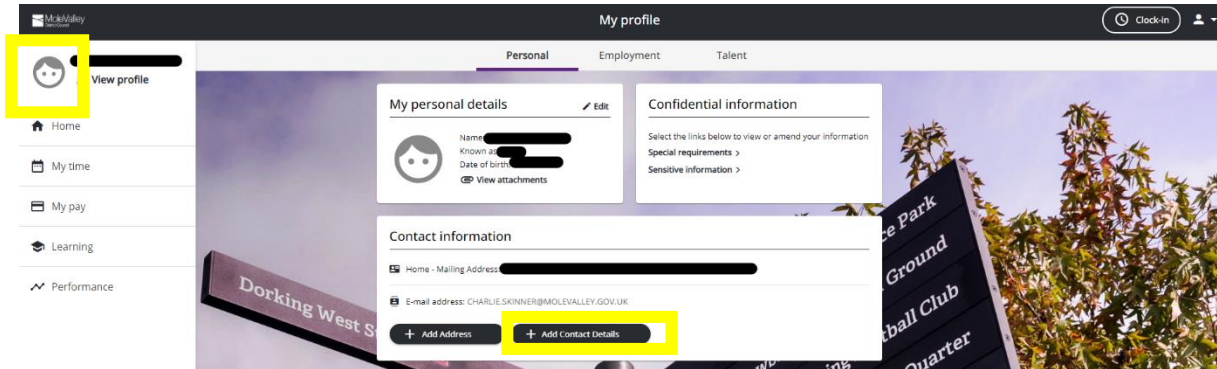 MoleValley
District Council
My profile
Clock-in
View profile
Personal Employment Talent
Home
My time
My pay
Learning
Performance
My personal details
Edit
Name
Known as
Date of birth
View attachments
Confidential information
Select the links below to view or amend your information
Special requirements >
Sensitive information >
Contact information
Home - Mailing Address:
E-mail address: CHARLIE.SKINNER@MOLEVALLEY.GOV.UK
+ Add Address
+ Add Contact Details
Dorking West
Park
Ground
Club
Quarter